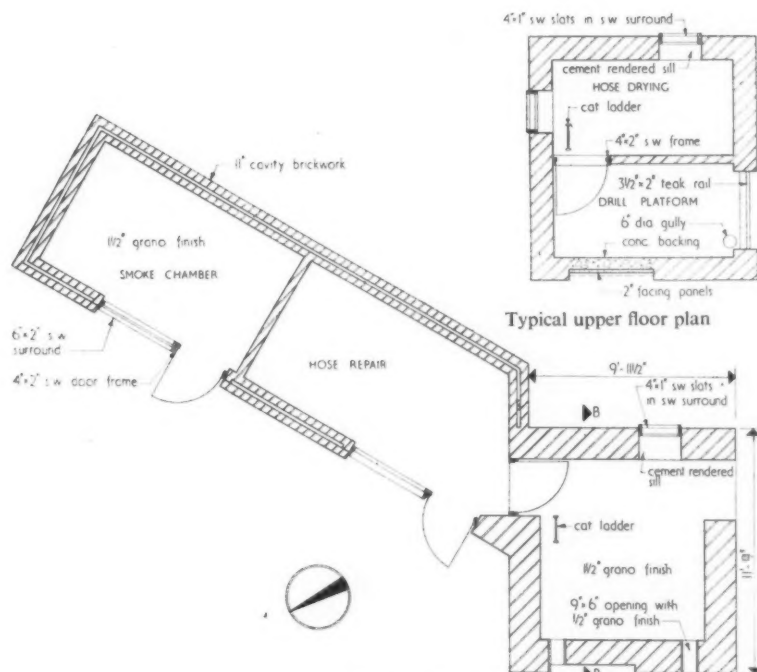 4"×1" s w slats in s w surround
cement rendered sill
HOSE DRYING
cat ladder
4"×2" s w frame
3½"×2" teak rail
DRILL PLATFORM
6" dia gully
conc backing
2" facing panels
Typical upper floor plan
11" cavity brickwork
1½" grano finish
SMOKE CHAMBER
6"×2" s w
surround
4"×2" s w door frame
HOSE REPAIR
9'-11½"
4"×1" sw slats
in s w surround
B
cement rendered
sill
cat ladder
1½" grano finish
9"×6" opening with
½" grano finish
B